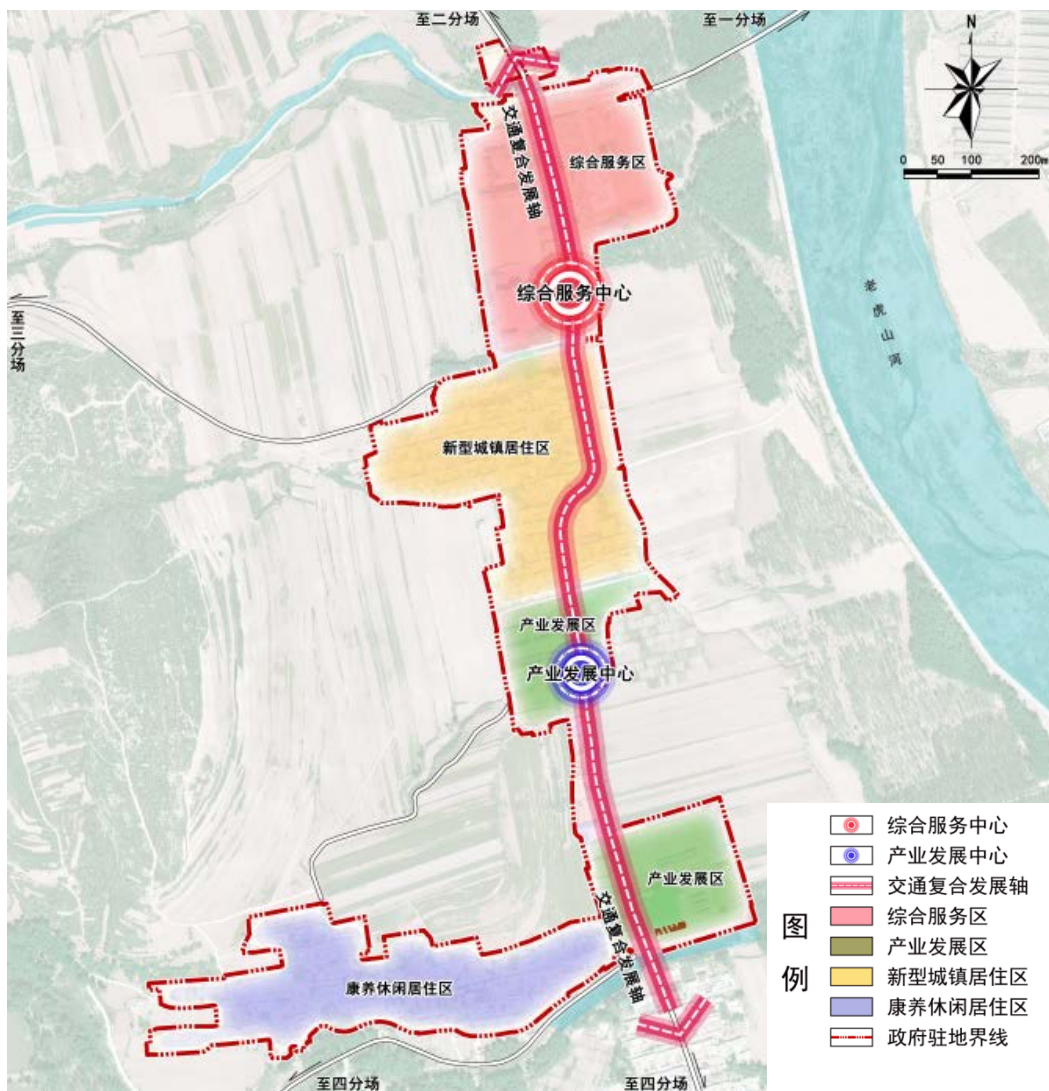 至二分场
至一分场
N
交通复合发展轴
综合服务区
0 50 100 200m
综合服务中心
老虎山河
至三分场
新型城镇居住区
产业发展区
产业发展中心
产业发展区
交通复合发展轴
康养休闲居住区
至四分场
至四分场
图例
综合服务中心
产业发展中心
交通复合发展轴
综合服务区
产业发展区
新型城镇居住区
康养休闲居住区
政府驻地界线